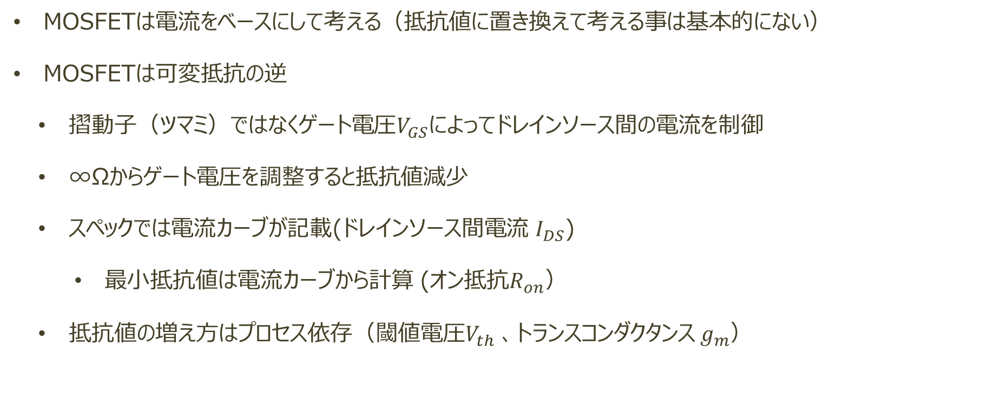 • MOSFETは電流をベースにして考える（抵抗値に置き換えて考える事は基本的にない）
• MOSFETは可変抵抗の逆
• 摺動子（ツマミ）ではなくゲート電圧V_{GS}によってドレインソース間の電流を制御
• ∞Ωからゲート電圧を調整すると抵抗値減少
• スペックでは電流カーブが記載(ドレインソース間電流 I_{DS})
• 最小抵抗値は電流カーブから計算 (オン抵抗R_{on}）
• 抵抗値の増え方はプロセス依存（閾値電圧V_{th} 、トランスコンダクタンス g_{m}）